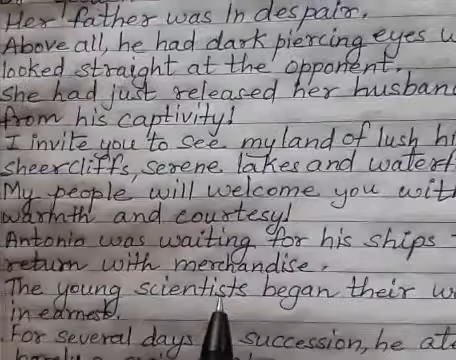 Her father was In despair.
Above all, he had dark piercing eyes
looked straight at the opponent.
She had just released her
from his captivity!
I invite you to see my land of lush
sheer cliffs, serene lakes and
My people will welcome you
warmth and courtesy!
Antonio was waiting for his ships
return with merchandise.
The young scientists began their
in earnest.
For several days succession, he